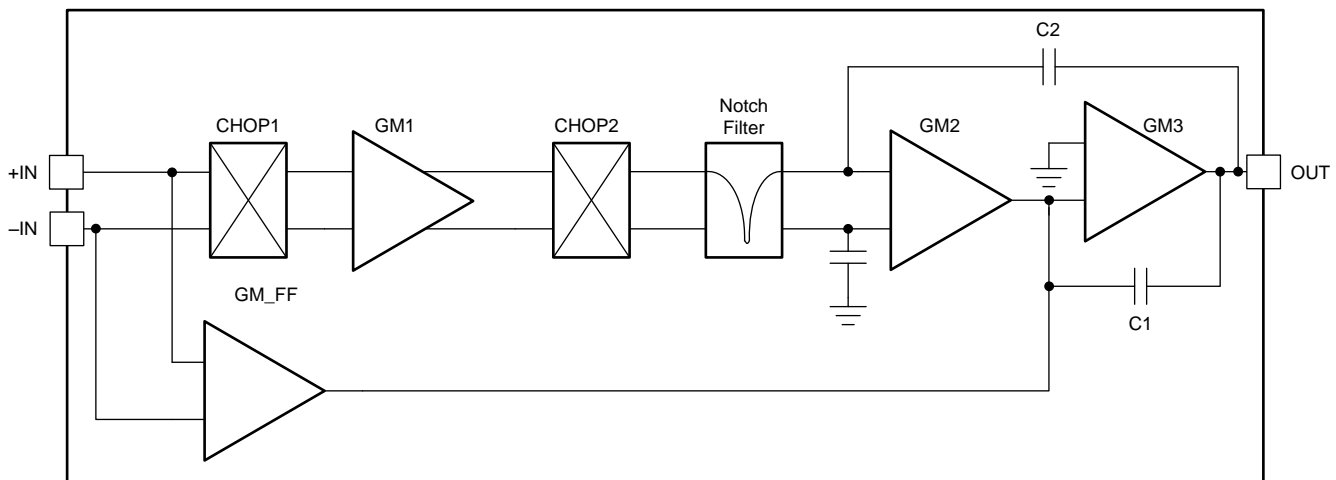 C2
CHOP1
GM1
CHOP2
Notch
Filter
GM2
GM3
+IN
–IN
OUT
GM_FF
C1